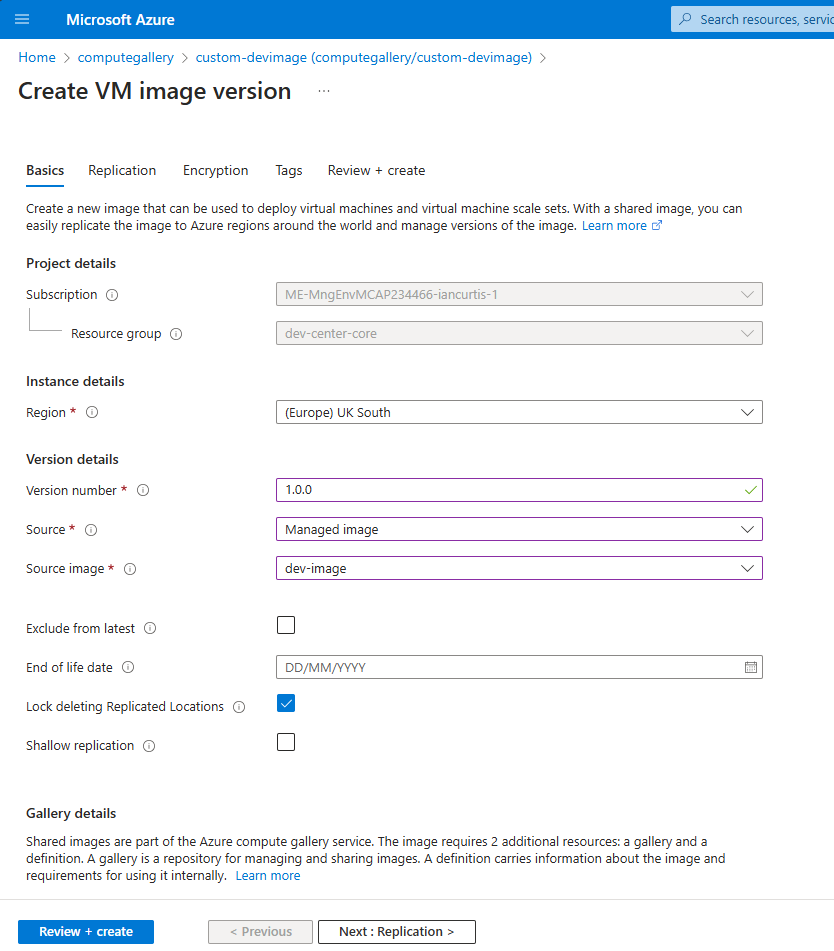 Microsoft Azure
Search resources, servic
Home > computegallery > custom-devimage (computegallery/custom-devimage) >
Create VM image version ...
Basics Replication Encryption Tags Review + create
Create a new image that can be used to deploy virtual machines and virtual machine scale sets. With a shared image, you can
easily replicate the image to Azure regions around the world and manage versions of the image. Learn more
Project details
Subscription ME-MngEnvMCAP234466-iancurtis-1
Resource group dev-center-core
Instance details
Region * (Europe) UK South
Version details
Version number * 1.0.0
Source * Managed image
Source image * dev-image
Exclude from latest
End of life date DD/MM/YYYY
Lock deleting Replicated Locations
Shallow replication
Gallery details
Shared images are part of the Azure compute gallery service. The image requires 2 additional resources: a gallery and a
definition. A gallery is a repository for managing and sharing images. A definition carries information about the image and
requirements for using it internally. Learn more
Review + create < Previous Next : Replication >